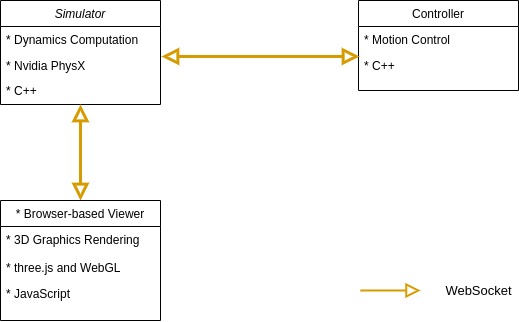 Simulator
* Dynamics Computation
* Nvidia PhysX
* C++
Controller
* Motion Control
* C++
* Browser-based Viewer
* 3D Graphics Rendering
* three.js and WebGL
* JavaScript
WebSocket